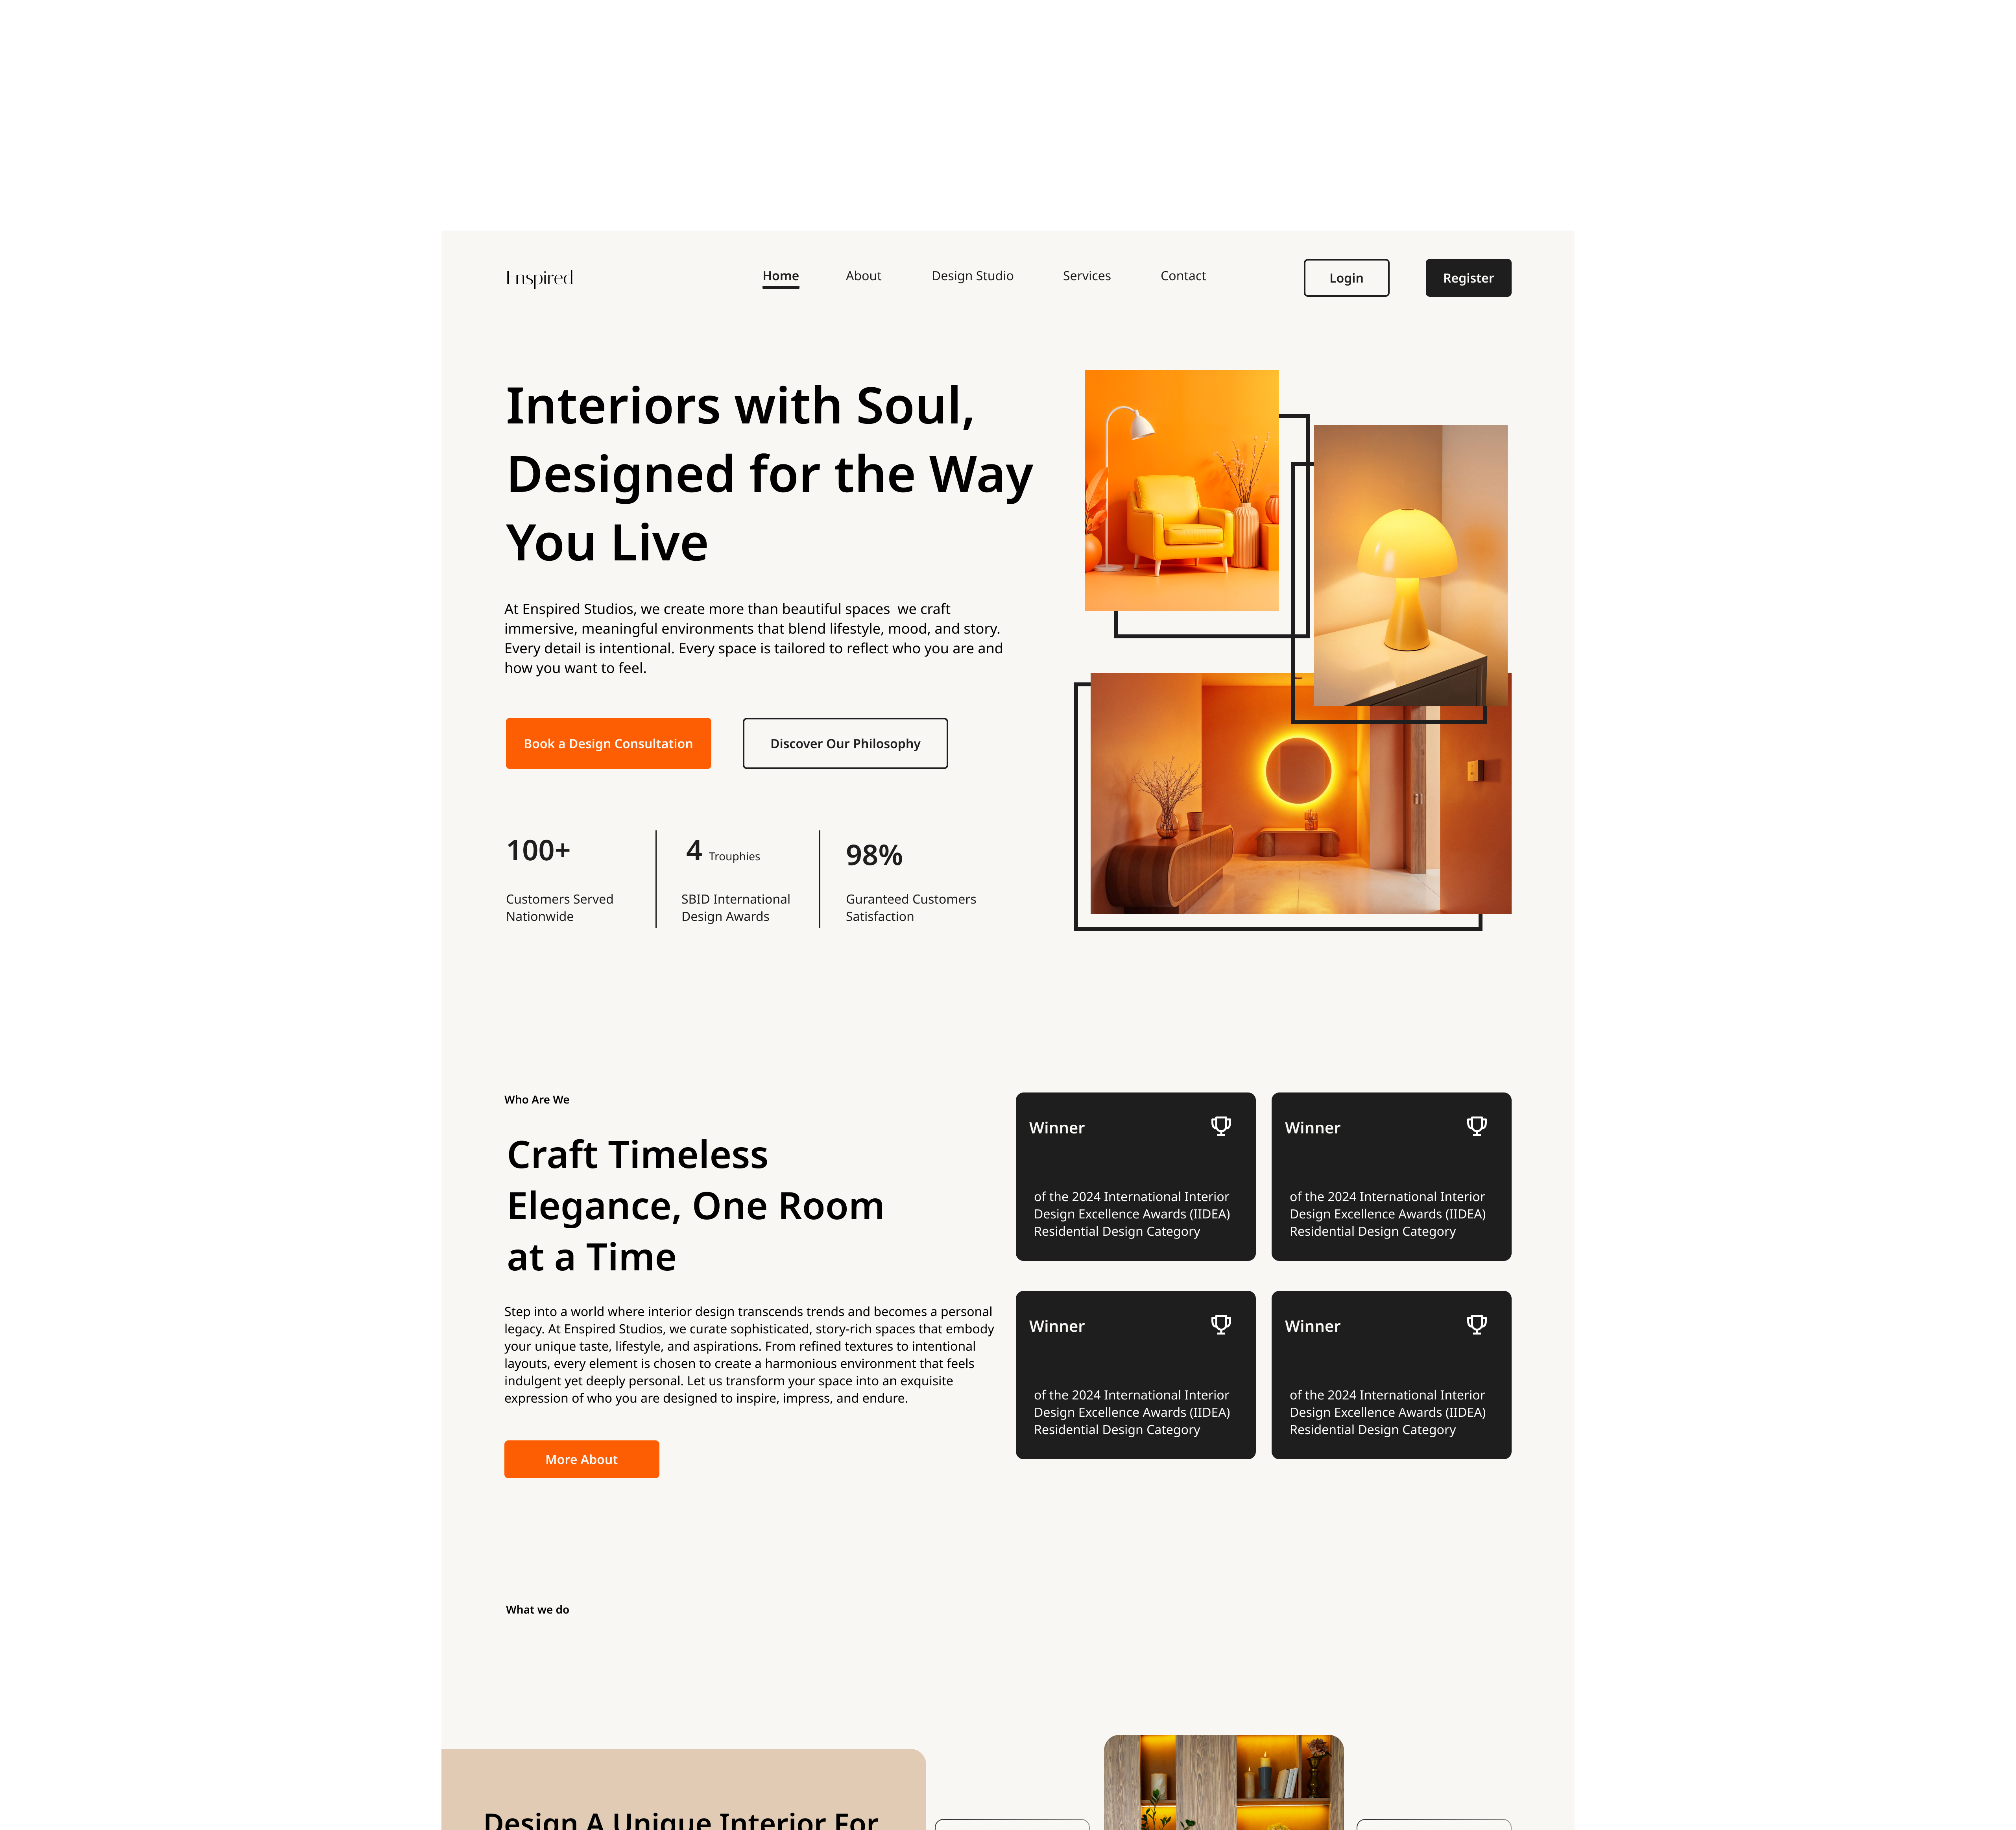 Enspired
Home
About
Design Studio
Services
Contact
Login
Register
Interiors with Soul,
Designed for the Way
You Live
At Enspired Studios, we create more than beautiful spaces  we craft
immersive, meaningful environments that blend lifestyle, mood, and story.
Every detail is intentional. Every space is tailored to reflect who you are and
how you want to feel.
Book a Design Consultation
Discover Our Philosophy
100+
Customers Served
Nationwide
4 Trouphies
SBID International
Design Awards
98%
Guranteed Customers
Satisfaction
Who Are We
Craft Timeless
Elegance, One Room
at a Time
Step into a world where interior design transcends trends and becomes a personal
legacy. At Enspired Studios, we curate sophisticated, story-rich spaces that embody
your unique taste, lifestyle, and aspirations. From refined textures to intentional
layouts, every element is chosen to create a harmonious environment that feels
indulgent yet deeply personal. Let us transform your space into an exquisite
expression of who you are designed to inspire, impress, and endure.
More About
Winner
of the 2024 International Interior
Design Excellence Awards (IIDEA)
Residential Design Category
Winner
of the 2024 International Interior
Design Excellence Awards (IIDEA)
Residential Design Category
Winner
of the 2024 International Interior
Design Excellence Awards (IIDEA)
Residential Design Category
Winner
of the 2024 International Interior
Design Excellence Awards (IIDEA)
Residential Design Category
What we do
Design A Unique Interior For